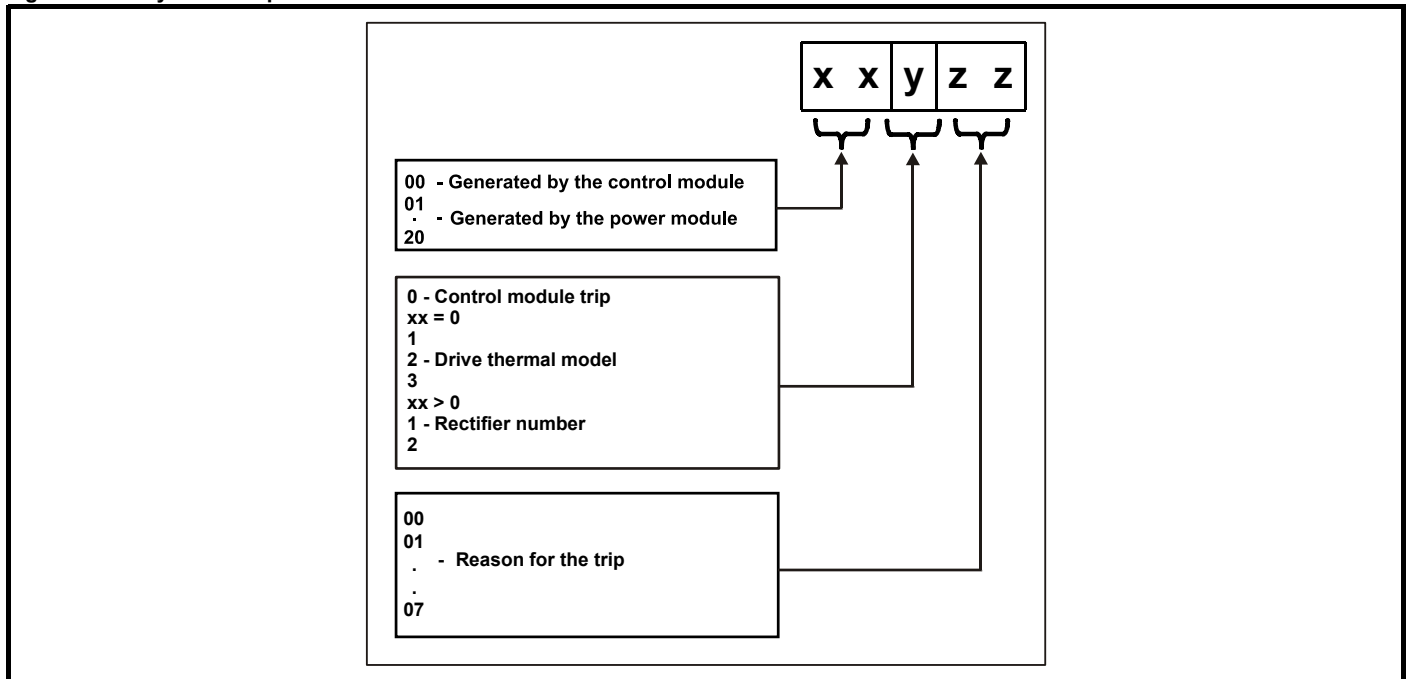 x x y z z
00 - Generated by the control module
01
. - Generated by the power module
20
0 - Control module trip
xx = 0
1
2 - Drive thermal model
3
xx > 0
1 - Rectifier number
2
00
01
. - Reason for the trip
.
07